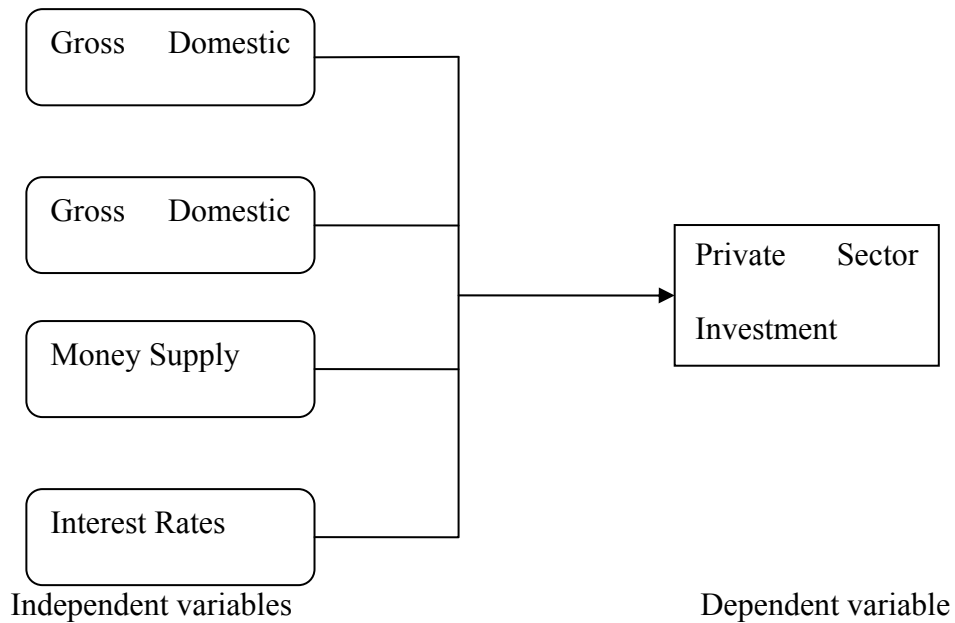 Gross Domestic
Gross Domestic
Money Supply
Interest Rates
Private Sector
Investment
Independent variables
Dependent variable